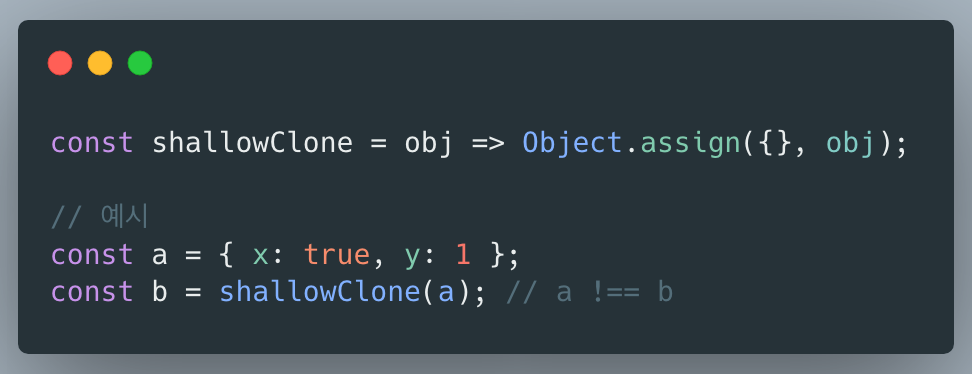 const shallowClone = obj => Object.assign({}, obj);
// 예시
const a = { x: true, y: 1 };
const b = shallowClone(a); // a !== b